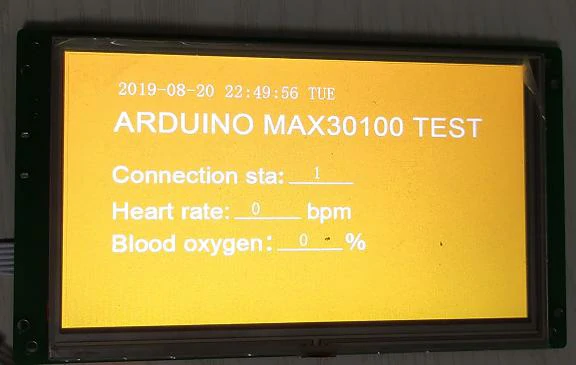 2019-08-20 22:49:56 TUE
ARDUINO MAX30100 TEST
Connection sta: 1
Heart rate: 0 bpm
Blood oxygen: 0 %